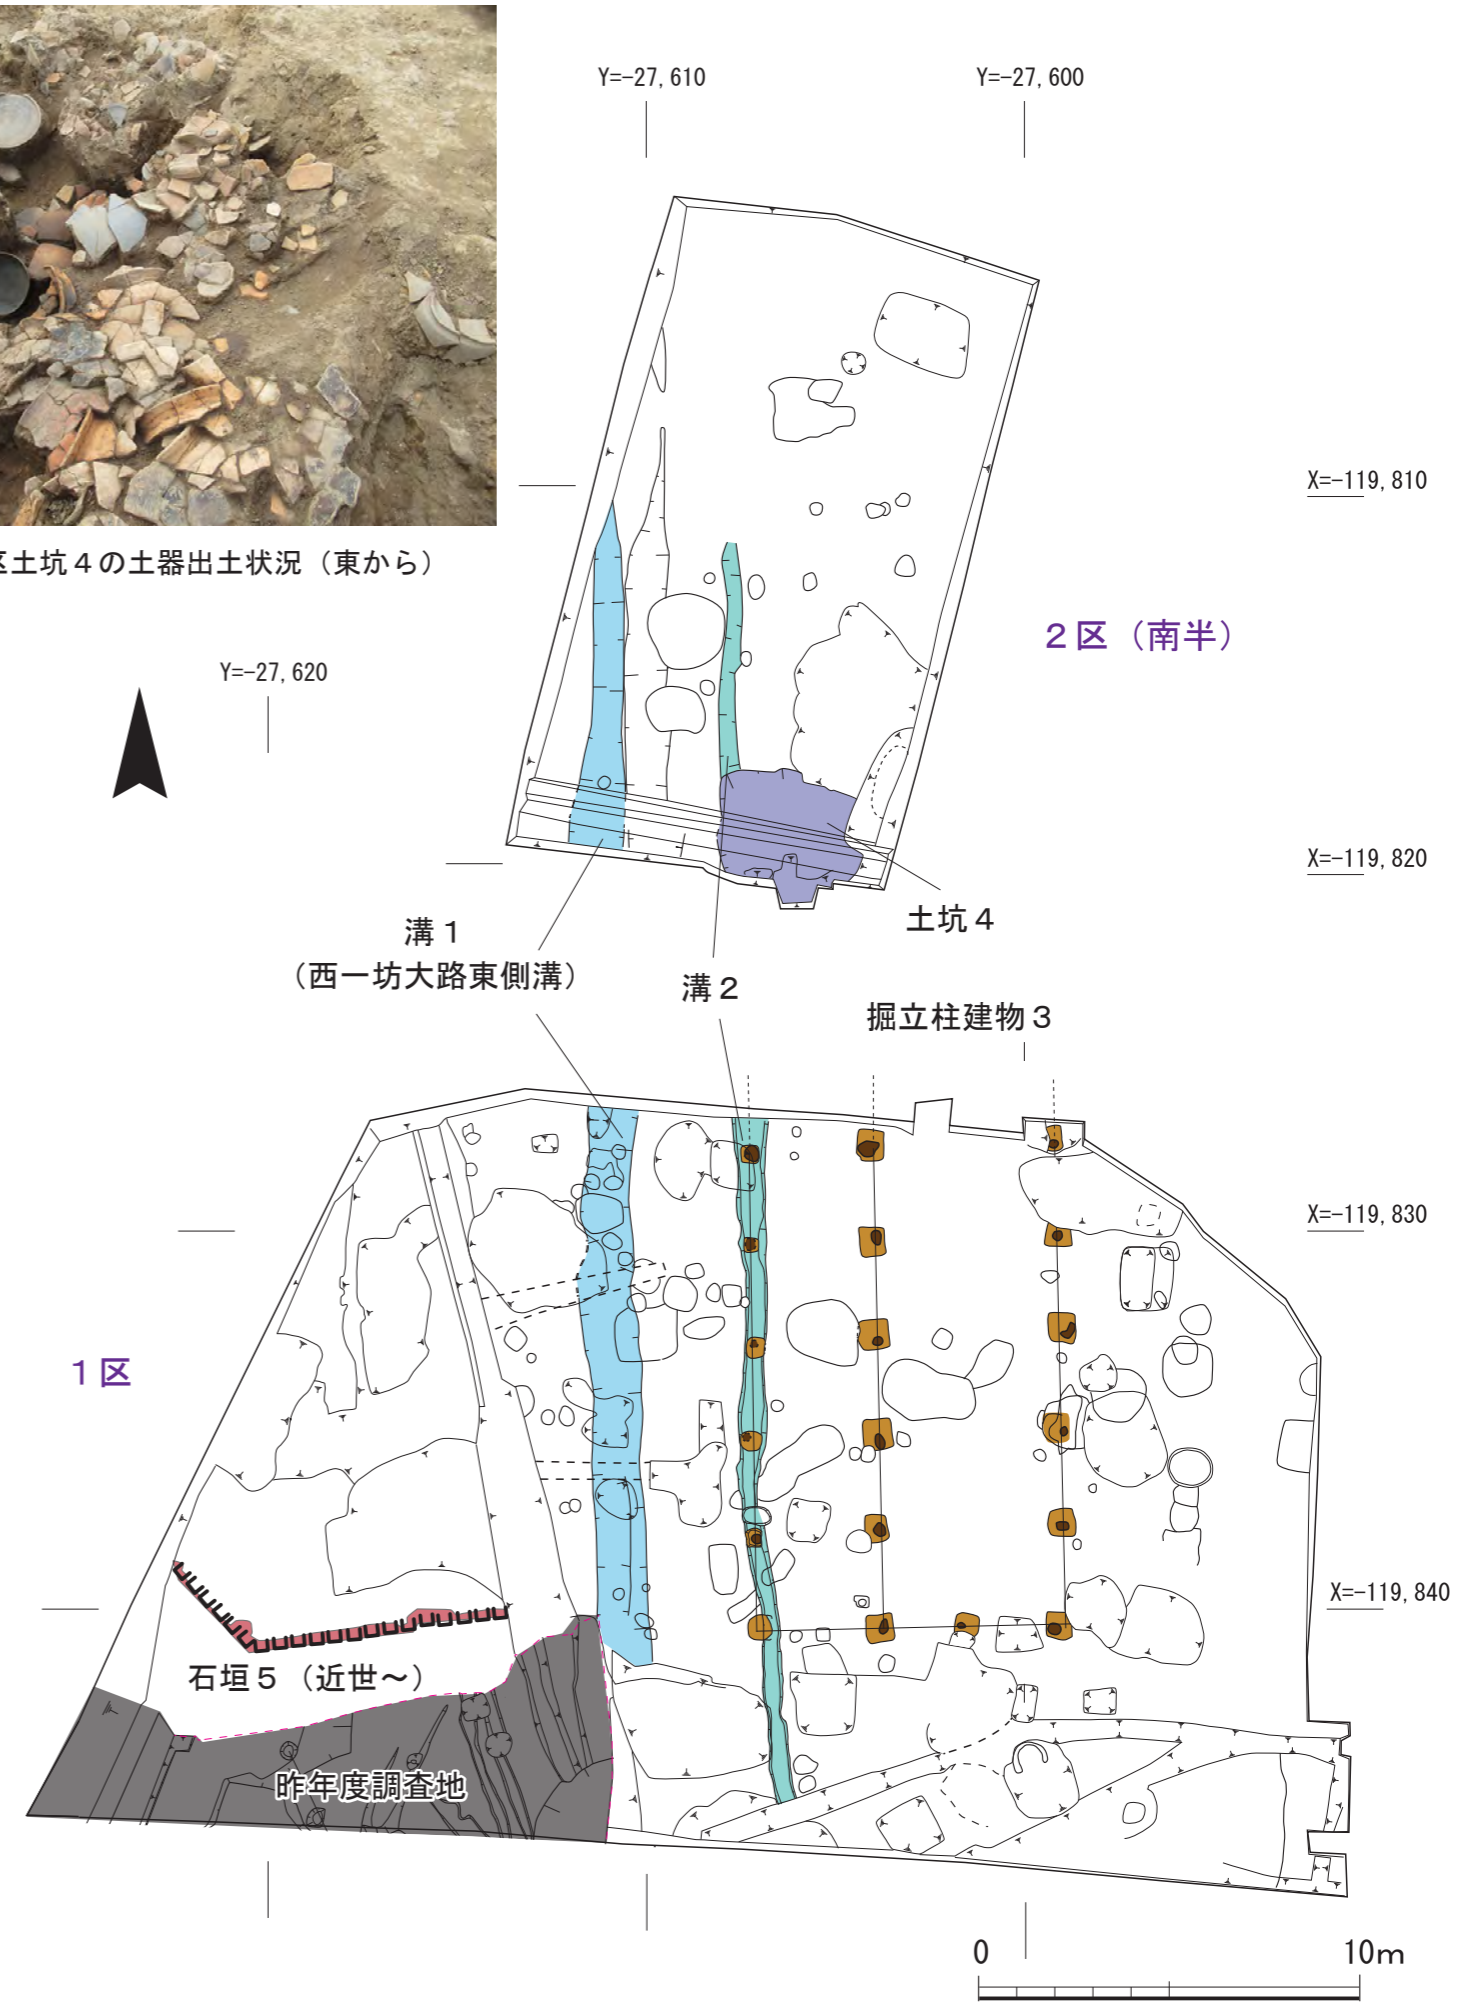 Y=-27,610
Y=-27,600
X=-119,810
区土坑４の土器出土状況（東から）
２区（南半）
Y=-27,620
X=-119,820
土坑４
溝１
（西一坊大路東側溝）
溝２
掘立柱建物３
X=-119,830
１区
X=-119,840
石垣５（近世～）
昨年度調査地
0
10m